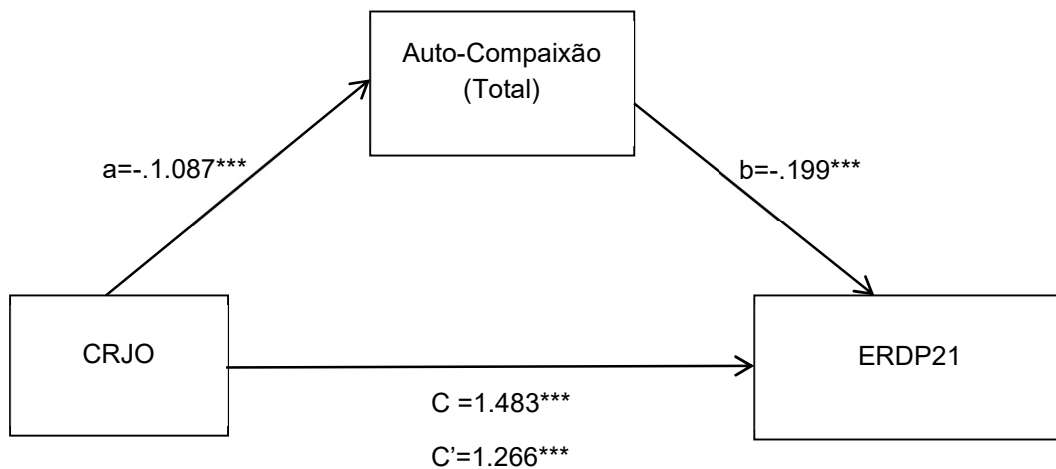 Auto-Compaixão
(Total)
a=-.1.087***
b=-.199***
CRJO
ERDP21
C =1.483***
C’=1.266***